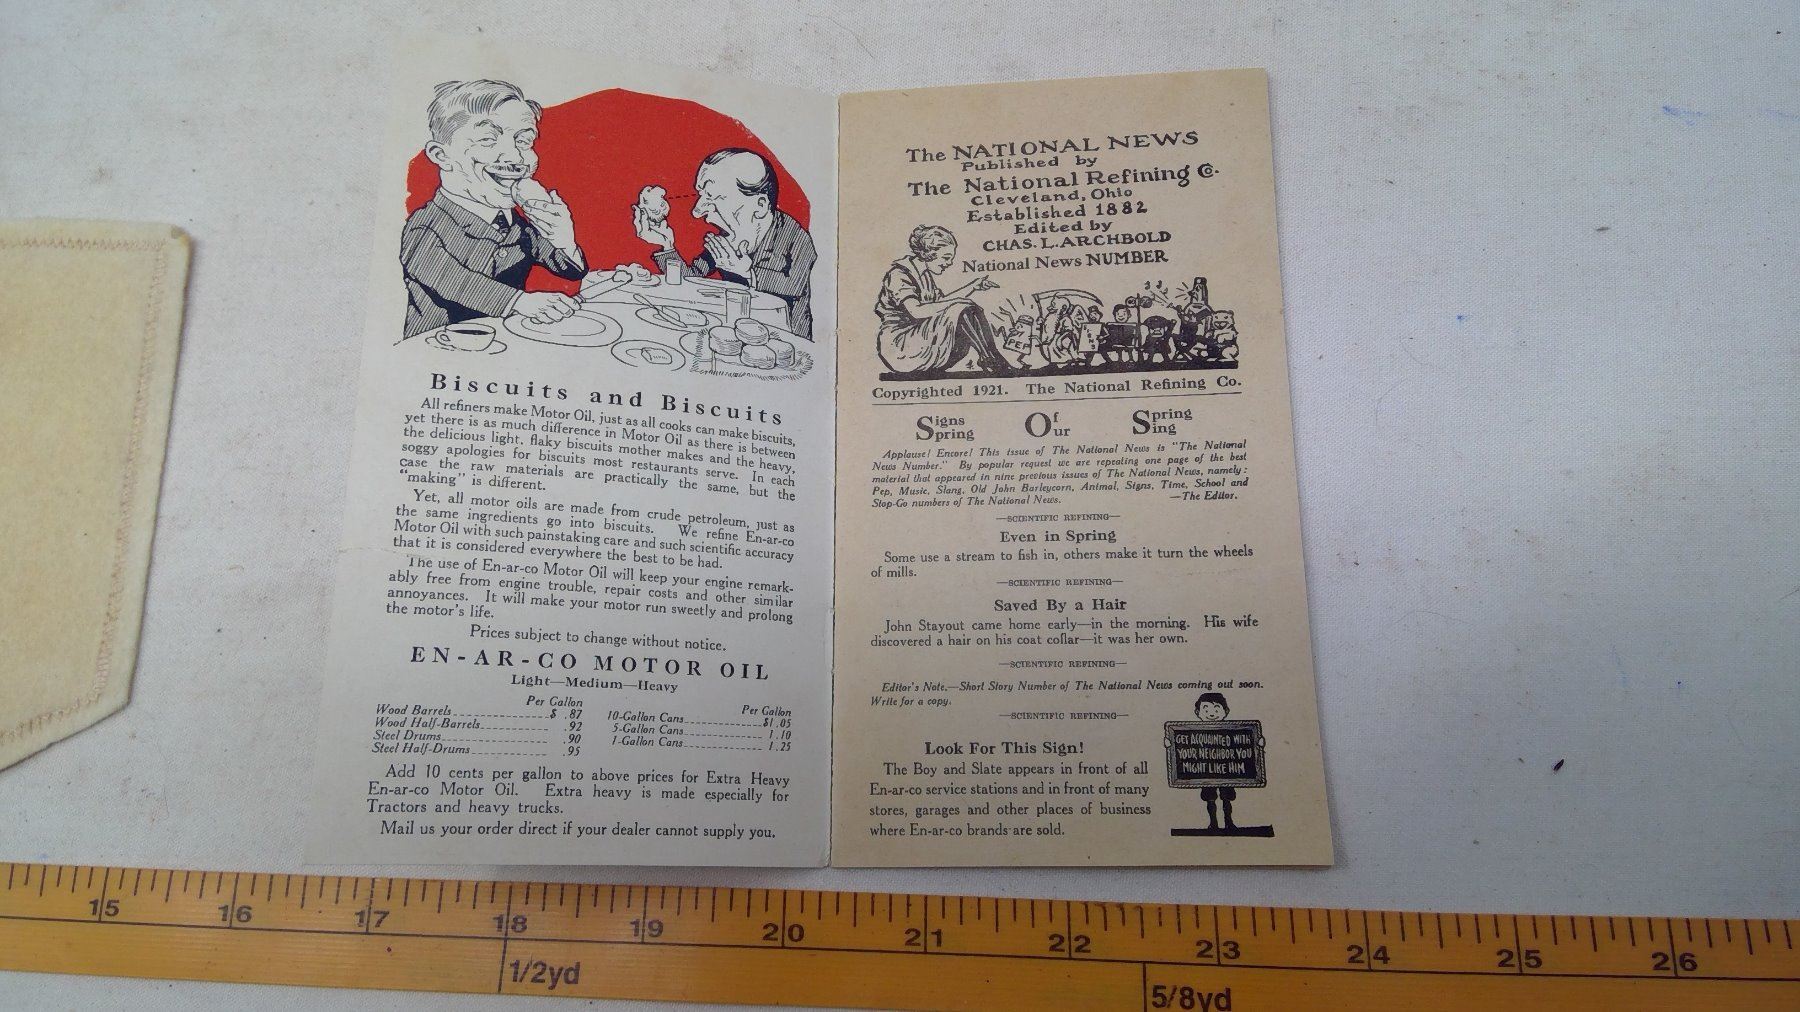 Biscuits and Biscuits
All refiners make Motor Oil, just as all cooks can make biscuits,
yet there is as much difference in Motor Oil as there is between
the delicious light, flaky biscuits mother makes and the heavy,
soggy apologies for biscuits most restaurants serve. In each
case the raw materials are practically the same, but the
"making" is different.
Yet, all motor oils are made from crude petroleum, just as
the same ingredients go into biscuits. We refine En-ar-co
Motor Oil with such painstaking care and such scientific accuracy
that it is considered everywhere the best to be had.
The use of En-ar-co Motor Oil will keep your engine remark-
ably free from engine trouble, repair costs and other similar
annoyances. It will make your motor run sweetly and prolong
the motor's life.
Prices subject to change without notice.
EN-AR-CO MOTOR OIL
Light—Medium—Heavy
Per Gallon
Wood Barrels $ .87
Wood Half-Barrels .92
Steel Drums .90
Steel Half-Drums .95
Per Gallon
10-Gallon Cans $1.05
5-Gallon Cans 1.10
1-Gallon Cans 1.25
Add 10 cents per gallon to above prices for Extra Heavy
En-ar-co Motor Oil. Extra heavy is made especially for
Tractors and heavy trucks.
Mail us your order direct if your dealer cannot supply you.
The NATIONAL NEWS
Published by
The National Refining Co.
Cleveland, Ohio
Established 1882
Edited by
CHAS. L. ARCHBOLD
National News NUMBER
PEP
Copyrighted 1921. The National Refining Co.
Signs Of Spring
Spring Our Sing
Applause! Encore! This issue of The National News is "The National
News Number." By popular request we are repeating one page of the best
material that appeared in nine previous issues of The National News, namely:
Pep, Music, Slang, Old John Barleycorn, Animal, Signs, Time, School and
Stop-Go numbers of The National News. —The Editor.
—SCIENTIFIC REFINING—
Even in Spring
Some use a stream to fish in, others make it turn the wheels
of mills.
—SCIENTIFIC REFINING—
Saved By a Hair
John Stayout came home early—in the morning. His wife
discovered a hair on his coat collar—it was her own.
—SCIENTIFIC REFINING—
Editor's Note.—Short Story Number of The National News coming out soon.
Write for a copy.
—SCIENTIFIC REFINING—
Look For This Sign!
The Boy and Slate appears in front of all
En-ar-co service stations and in front of many
stores, garages and other places of business
where En-ar-co brands are sold.
GET ACQUAINTED WITH
YOUR NEIGHBOR YOU
MIGHT LIKE HIM
15 16 17 18 19 20 21 22 23 24 25 26
1/2yd 5/8yd